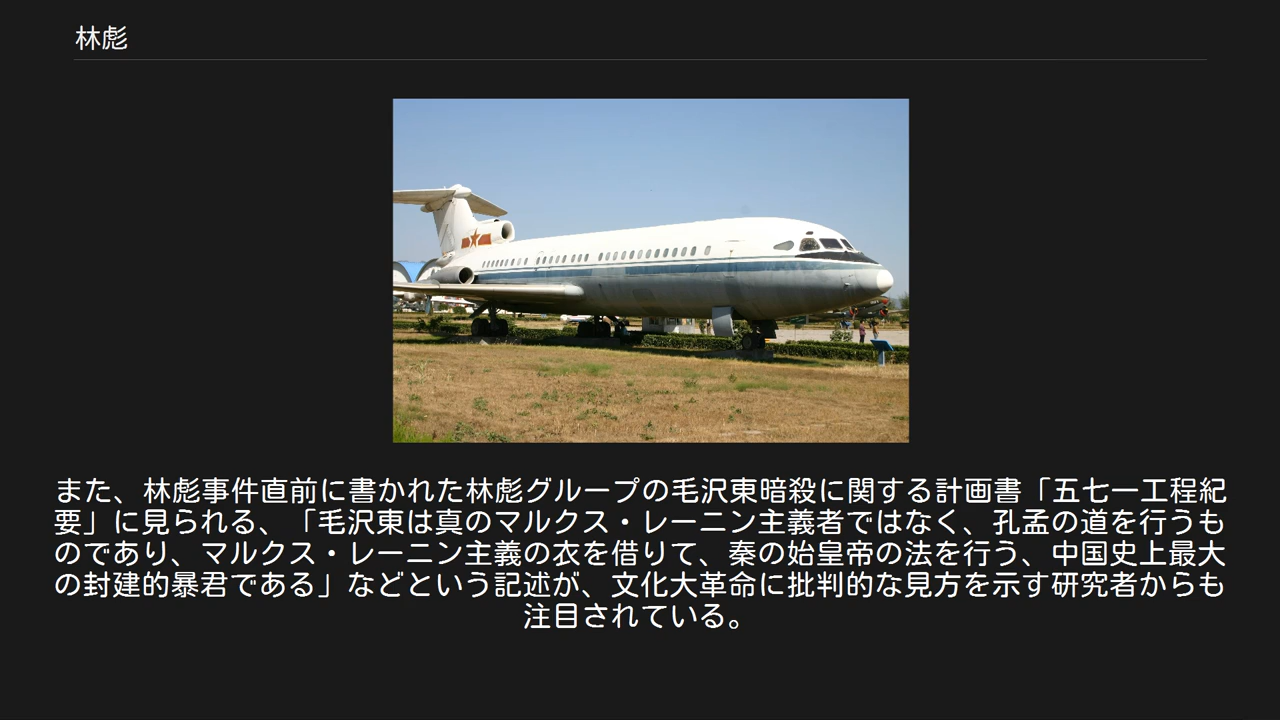 林彪
また、林彪事件直前に書かれた林彪グループの毛沢東暗殺に関する計画書「五七一工程紀
要」に見られる、「毛沢東は真のマルクス・レーニン主義者ではなく、孔孟の道を行うも
のであり、マルクス・レーニン主義の衣を借りて、秦の始皇帝の法を行う、中国史上最大
の封建的暴君である」などという記述が、文化大革命に批判的な見方を示す研究者からも
注目されている。